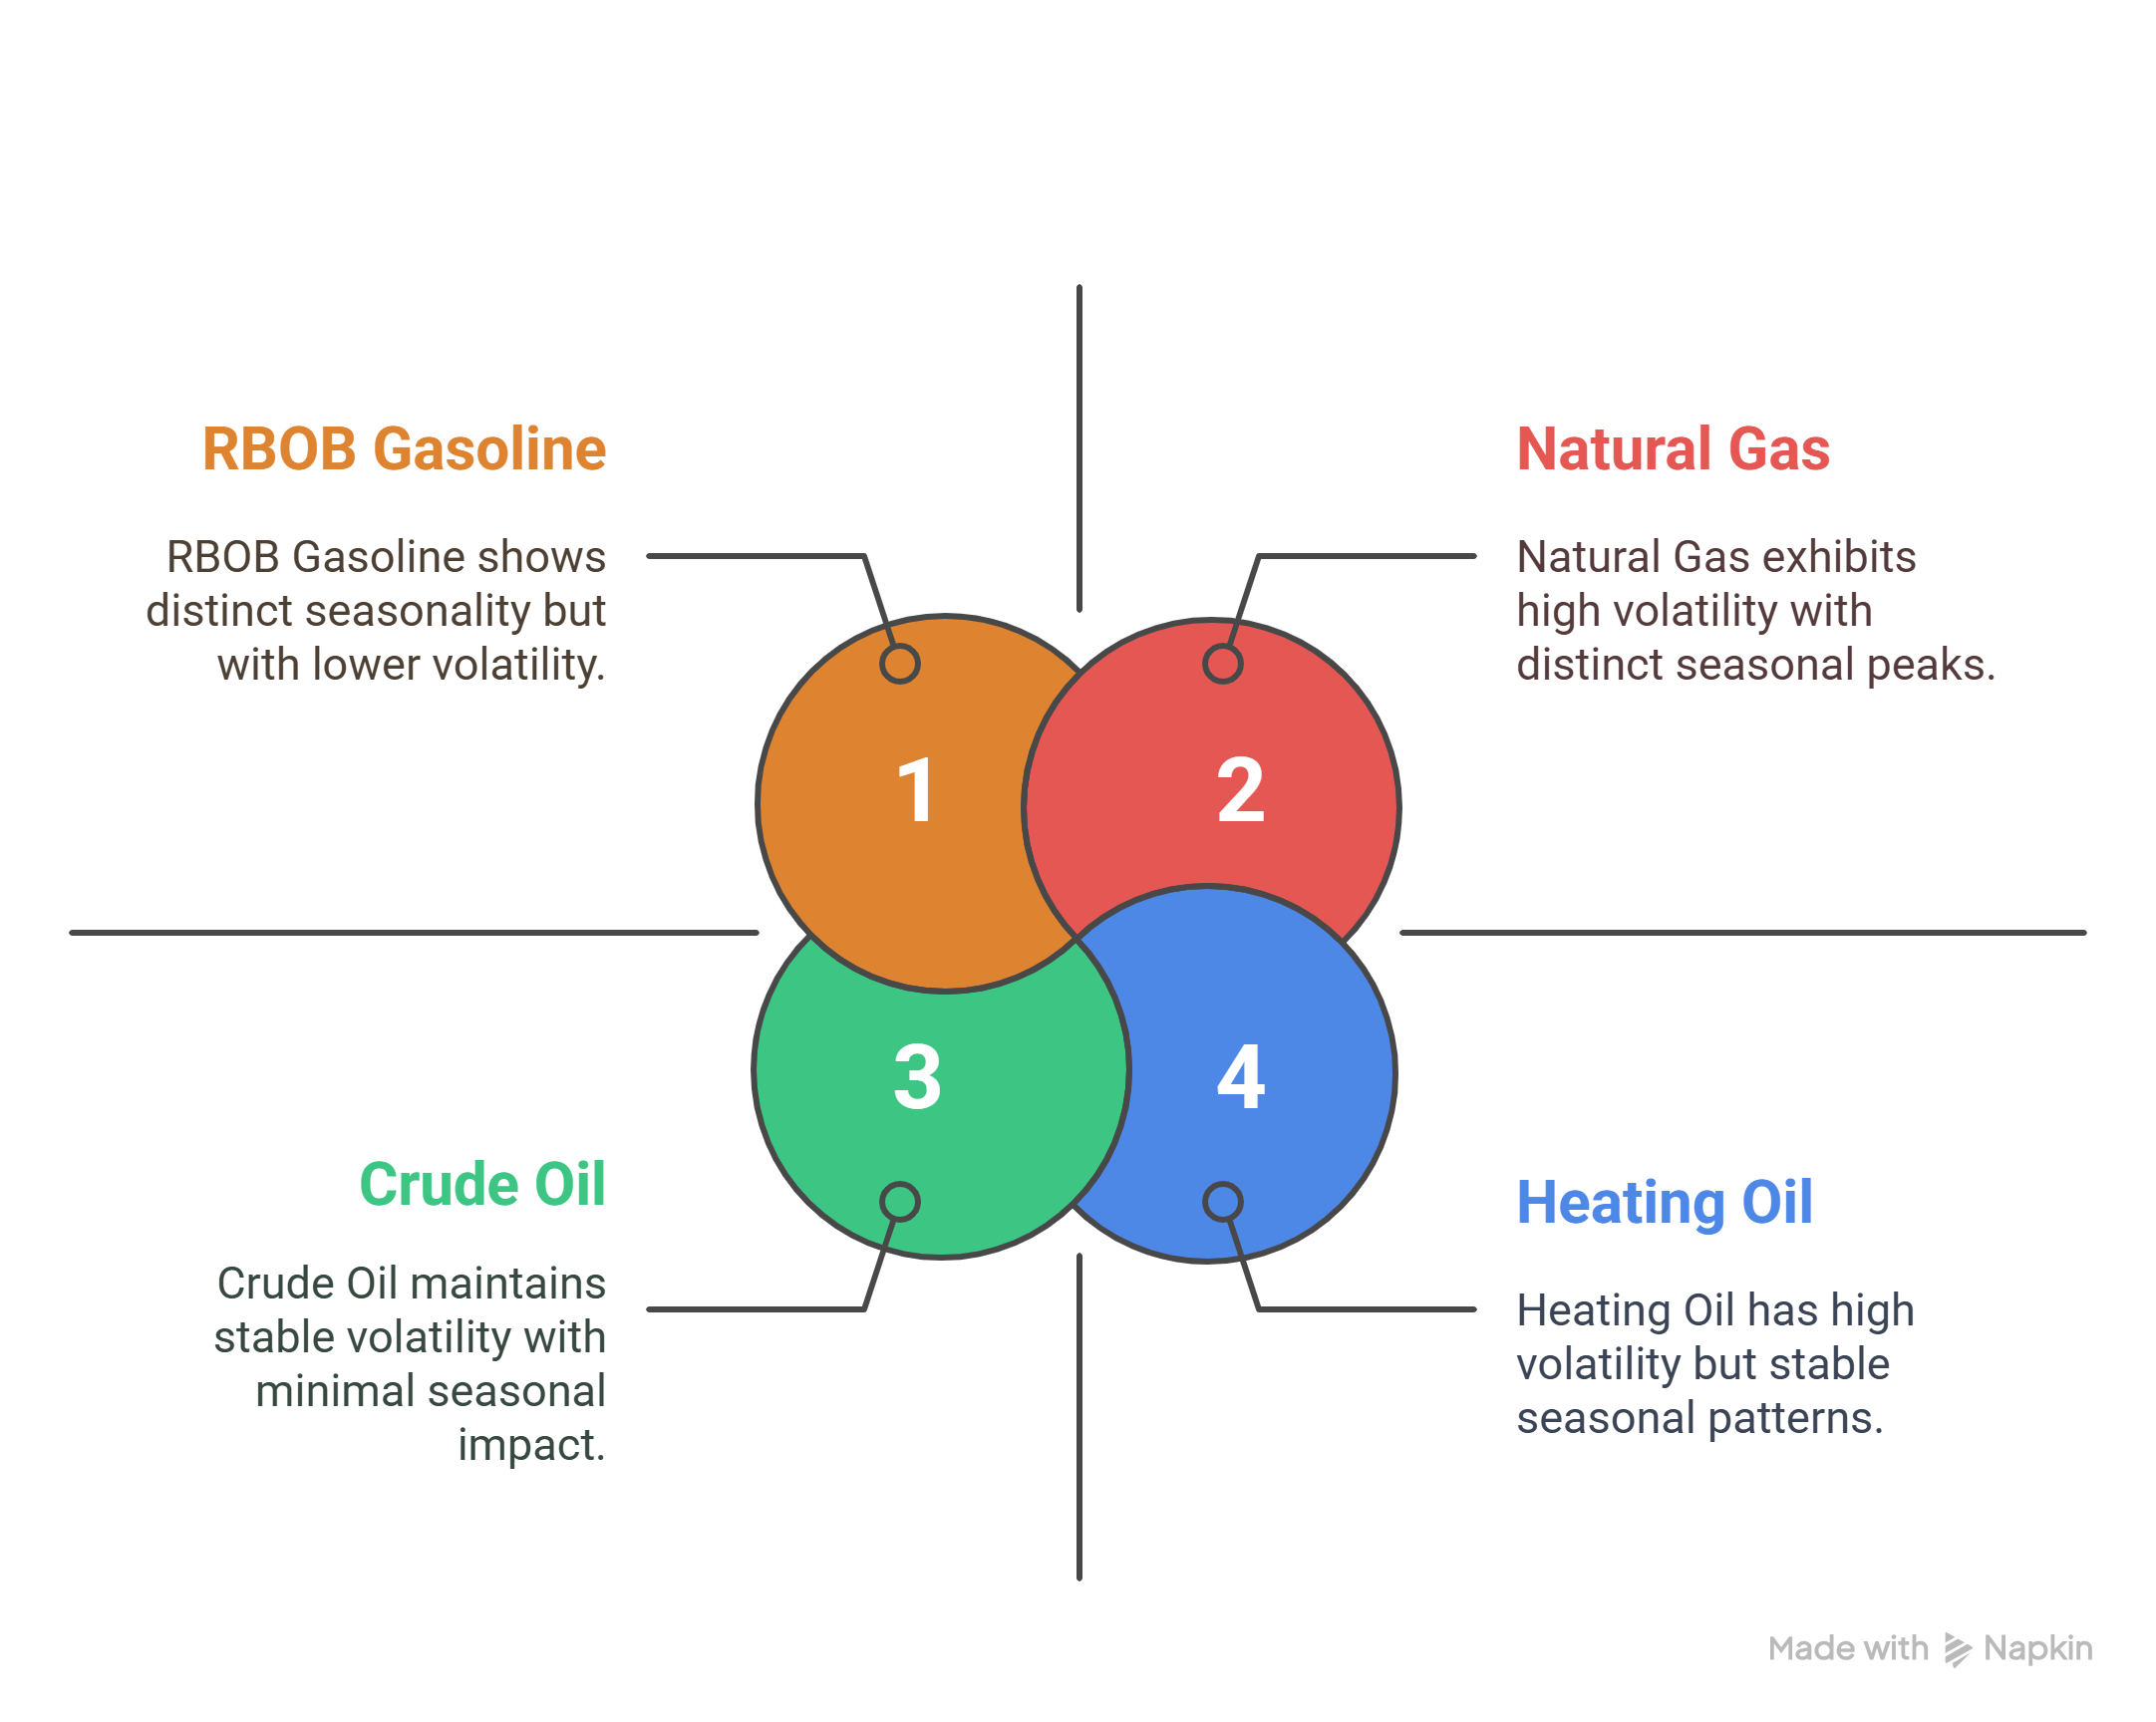 RBOB Gasoline
RBOB Gasoline shows
distinct seasonality but
with lower volatility.
Natural Gas
Natural Gas exhibits
high volatility with
distinct seasonal peaks.
1
2
3
4
Crude Oil
Crude Oil maintains
stable volatility with
minimal seasonal
impact.
Heating Oil
Heating Oil has high
volatility but stable
seasonal patterns.
Made with Napkin